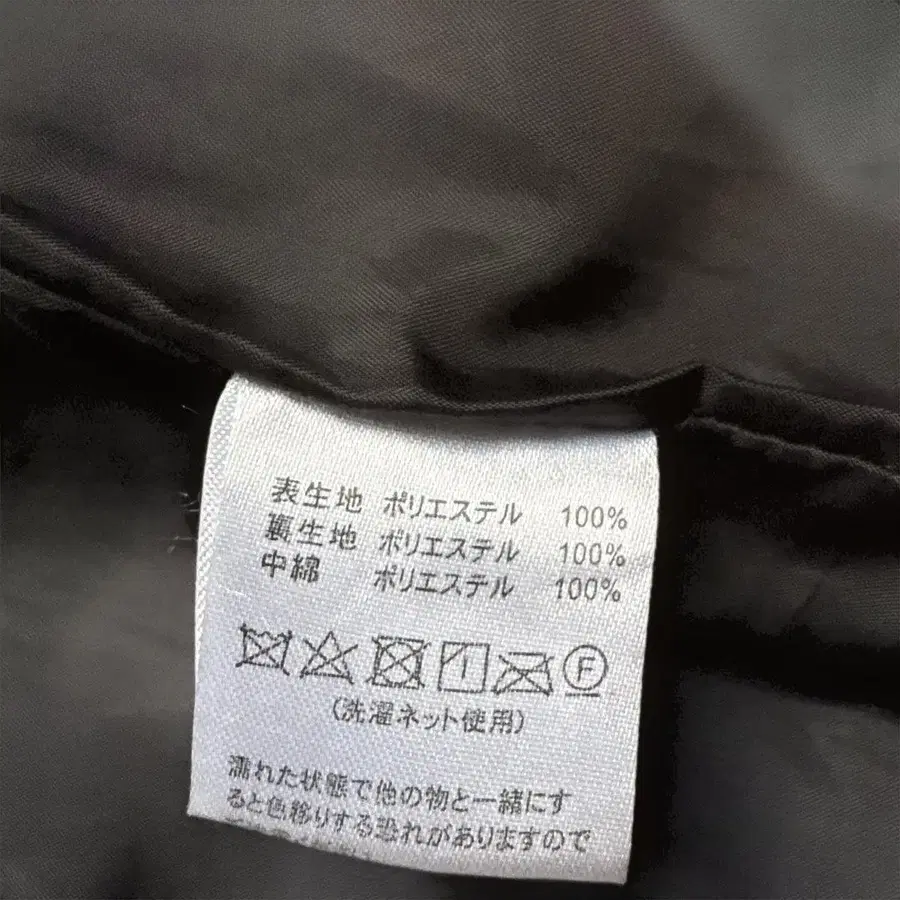 表生地 ポリエステル 100%
裏生地 ポリエステル 100%
中綿 ポリエステル 100%
F
(洗濯ネット使用)
濡れた状態で他の物と一緒にす
ると色移りする恐れがありますので